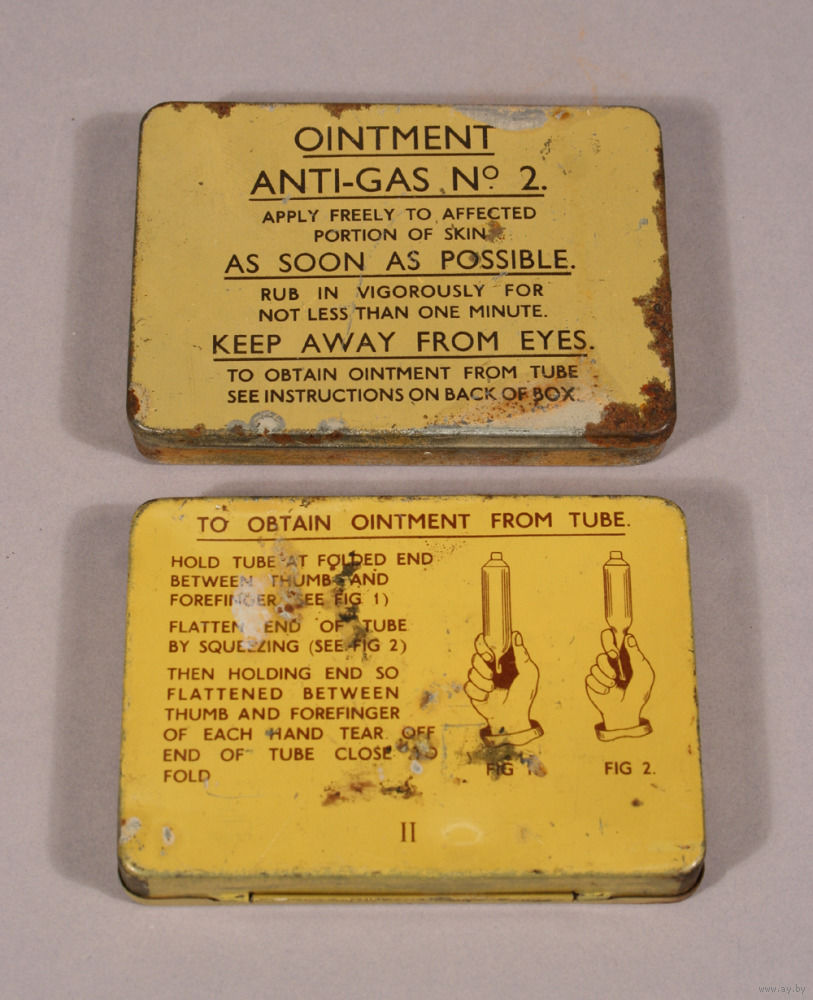 OINTMENT
ANTI-GAS Nº 2.
APPLY FREELY TO AFFECTED
PORTION OF SKIN
AS SOON AS POSSIBLE.
RUB IN VIGOROUSLY FOR
NOT LESS THAN ONE MINUTE.
KEEP AWAY FROM EYES.
TO OBTAIN OINTMENT FROM TUBE
SEE INSTRUCTIONS ON BACK OF BOX.
TO OBTAIN OINTMENT FROM TUBE.
HOLD TUBE AT FOLDED END
BETWEEN THUMB AND
FOREFINGER (SEE FIG 1)
FLATTEN END OF TUBE
BY SQUEEZING (SEE FIG 2)
THEN HOLDING END SO
FLATTENED BETWEEN
THUMB AND FOREFINGER
OF EACH HAND TEAR OFF
END OF TUBE CLOSE TO
FOLD
FIG 1.
FIG 2.
II
www.ay.by